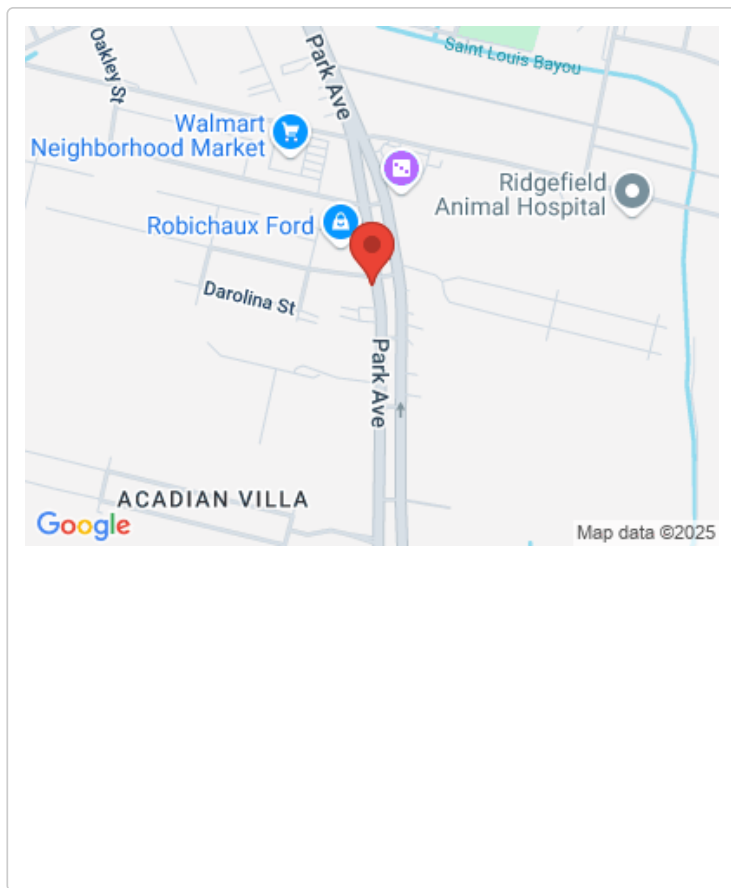 Oakley St
Park Ave
Saint Louis Bayou
Walmart
Neighborhood Market
Ridgefield
Animal Hospital
Robichaux Ford
Darolina St
Park Ave
ACADIAN VILLA
Google
Map data ©2025